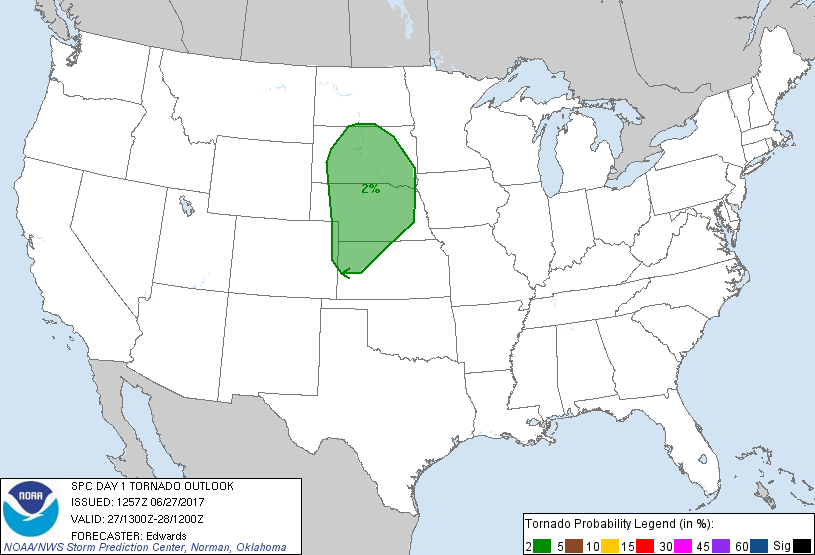 2%
NOAA
SPC DAY 1 TORNADO OUTLOOK
ISSUED: 1257Z 06/27/2017
VALID: 27/1300Z-28/1200Z
FORECASTER: Edwards
NOAA/NWS Storm Prediction Center, Norman, Oklahoma
Tornado Probability Legend (in %):
2 5 10 15 30 45 60 Sig